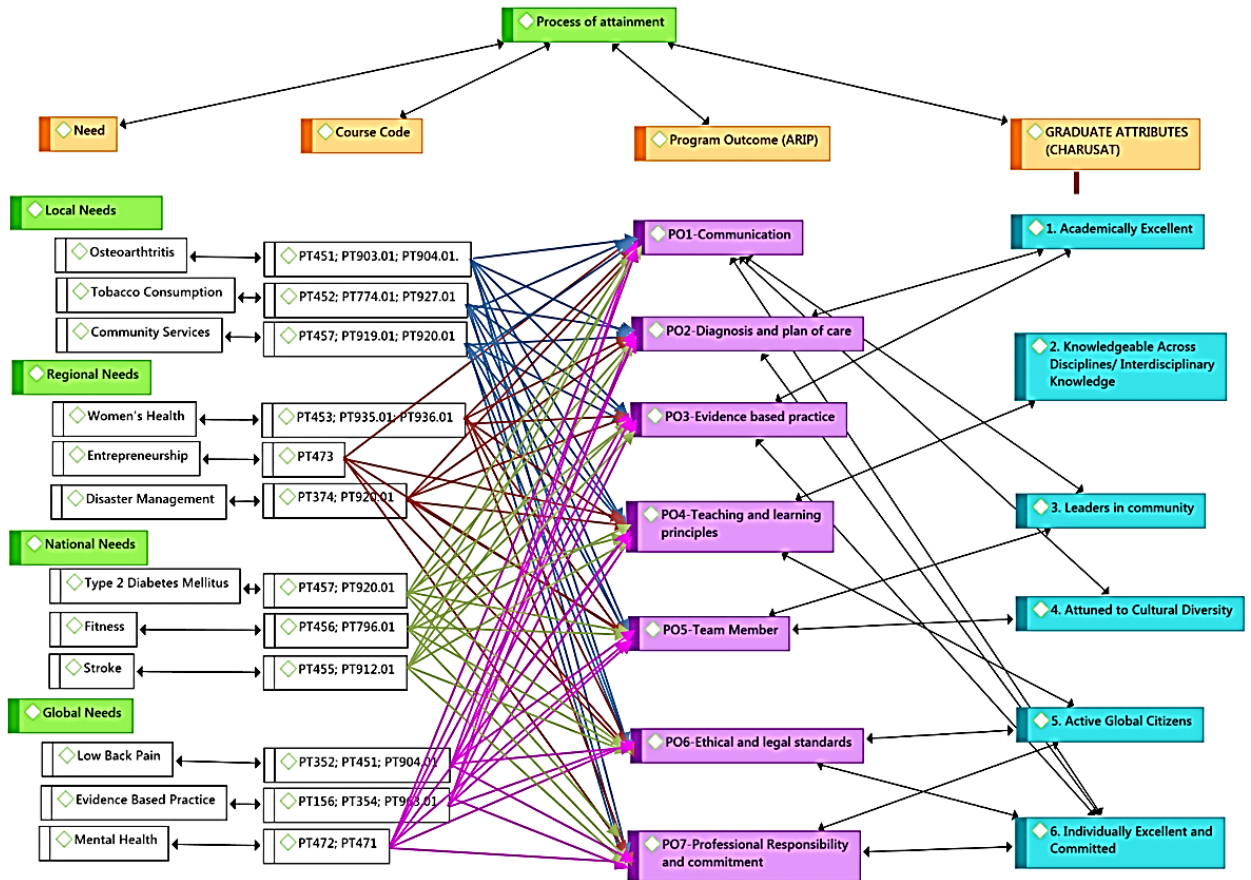 Process of attainment
Need
Course Code
Program Outcome (ARIP)
GRADUATE ATTRIBUTES
(CHARUSAT)
Local Needs
Osteoarthtritis
PT451; PT903.01; PT904.01.
Tobacco Consumption
PT452; PT774.01; PT927.01
Community Services
PT457; PT919.01; PT920.01
Regional Needs
Women's Health
PT453; PT935.01; PT936.01
Entrepreneurship
PT473
Disaster Management
PT374; PT920.01
National Needs
Type 2 Diabetes Mellitus
PT457; PT920.01
Fitness
PT456; PT796.01
Stroke
PT455; PT912.01
Global Needs
Low Back Pain
PT352; PT451; PT904.01
Evidence Based Practice
PT156; PT354;
Mental Health
PT472; PT471
PO1-Communication
PO2-Diagnosis and plan of care
PO3-Evidence based practice
PO4-Teaching and learning
principles
PO5-Team Member
PO6-Ethical and legal standards
PO7-Professional Responsibility
and commitment
1. Academically Excellent
2. Knowledgeable Across
Disciplines/ Interdisciplinary
Knowledge
3. Leaders in community
4. Attuned to Cultural Diversity
5. Active Global Citizens
6. Individually Excellent and
Committed